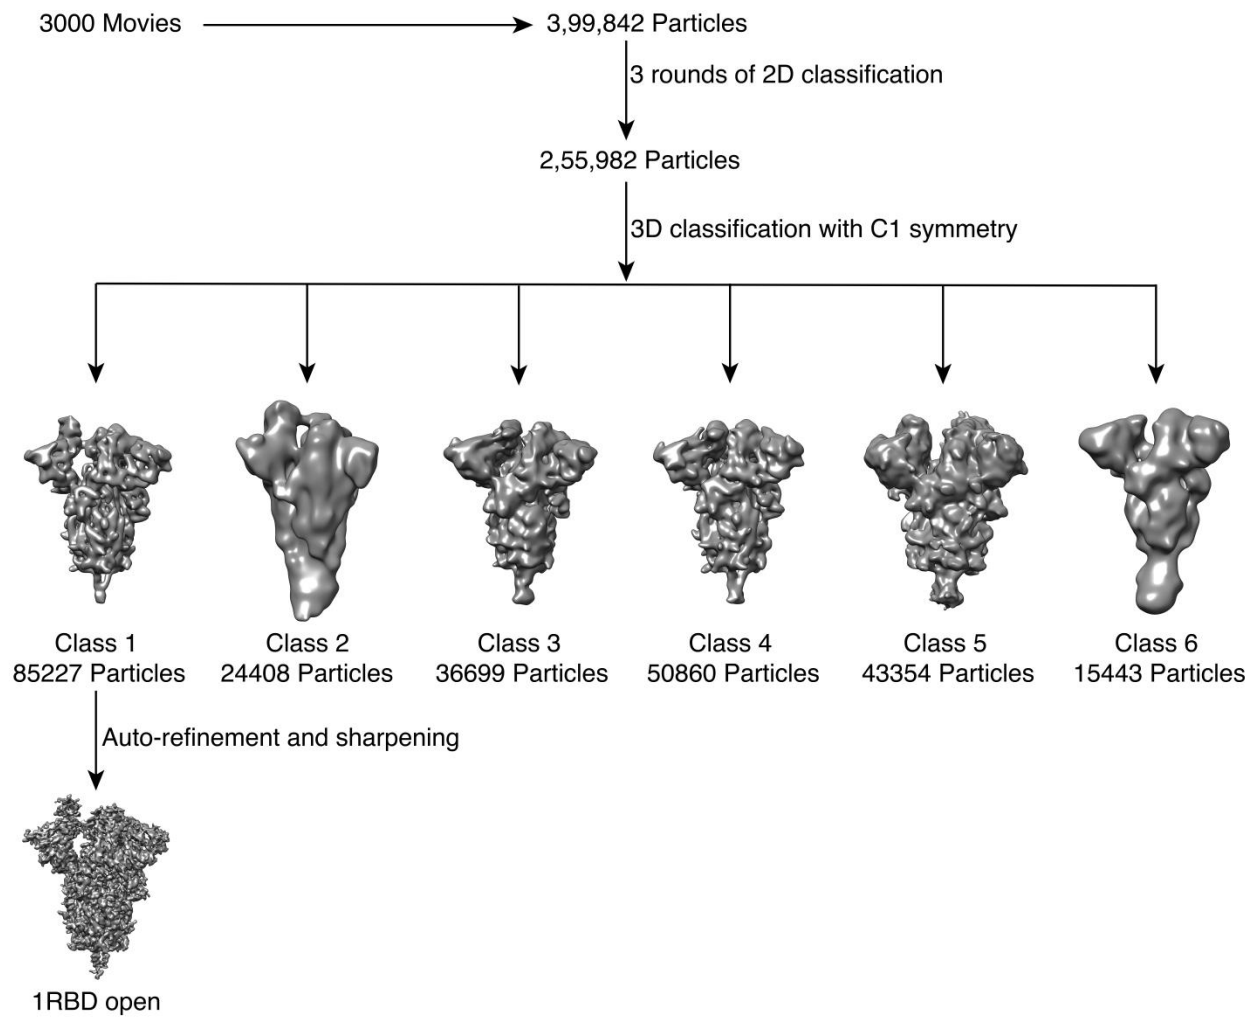 3000 Movies
3,99,842 Particles
3 rounds of 2D classification
2,55,982 Particles
3D classification with C1 symmetry
Class 1
85227 Particles
Class 2
24408 Particles
Class 3
36699 Particles
Class 4
50860 Particles
Class 5
43354 Particles
Class 6
15443 Particles
Auto-refinement and sharpening
1RBD open